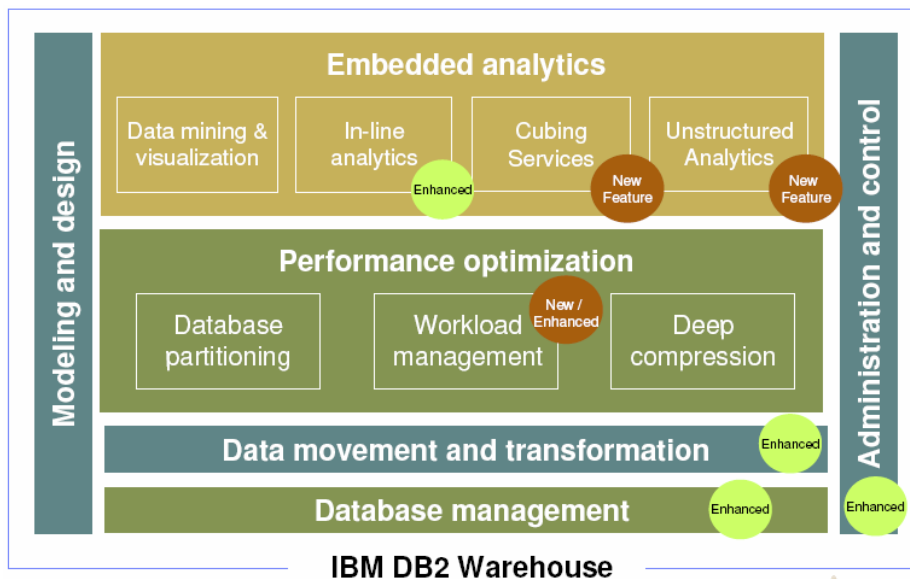 Modeling and design
Embedded analytics
Data mining &
visualization
In-line
analytics
Enhanced
Cubing
Services
New
Feature
Unstructured
Analytics
New
Feature
Performance optimization
Database
partitioning
Workload
management
New /
Enhanced
Deep
compression
Data movement and transformation
Enhanced
Database management
Enhanced
Administration and control
Enhanced
IBM DB2 Warehouse